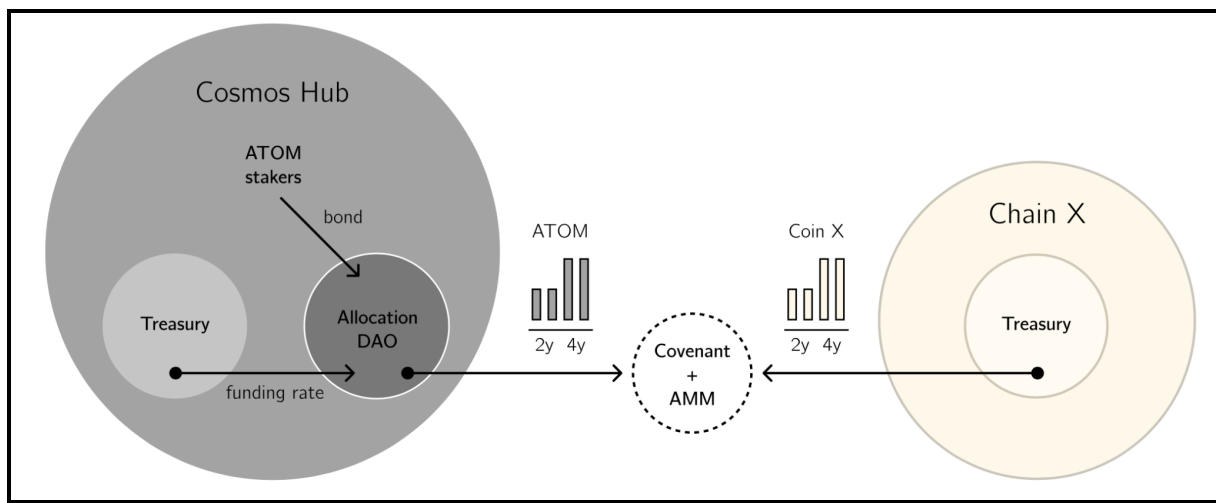 Cosmos Hub
ATOM
stakers
bond
Treasury
Allocation
DAO
funding rate
ATOM
2y 4y
Covenant
+
AMM
Coin X
2y 4y
Chain X
Treasury